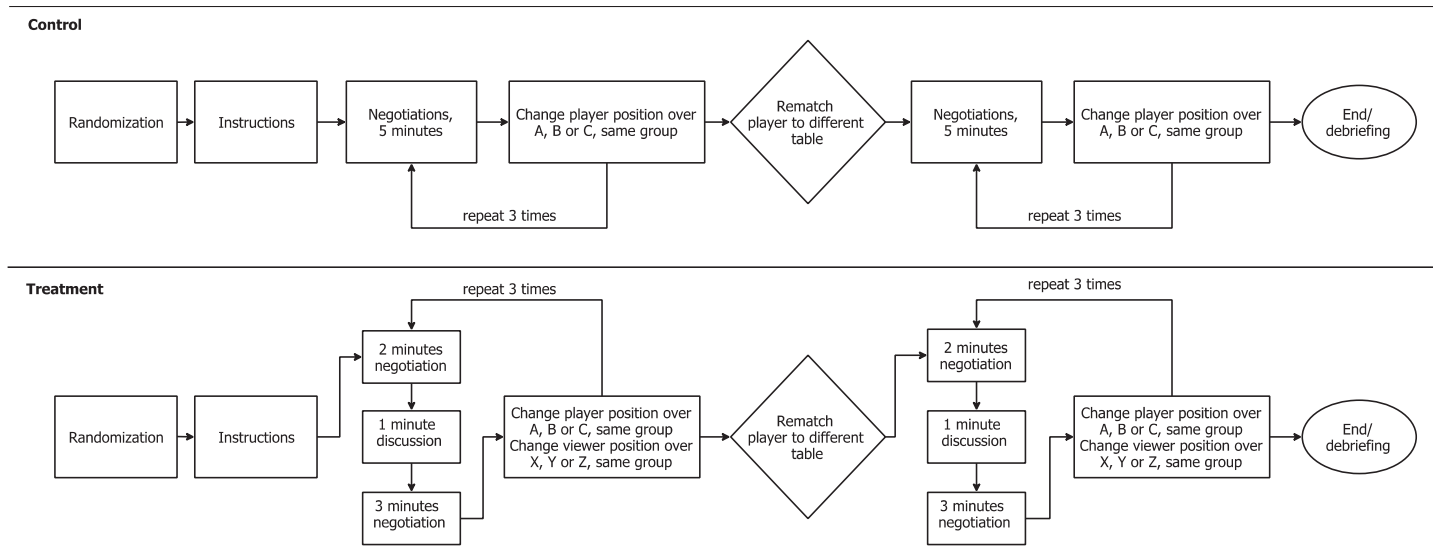 Control
Randomization
Instructions
Negotiations,
5 minutes
Change player position over
A, B or C, same group
repeat 3 times
Rematch
player to different
table
Negotiations,
5 minutes
Change player position over
A, B or C, same group
repeat 3 times
End/
debriefing
Treatment
Randomization
Instructions
repeat 3 times
2 minutes
negotiation
1 minute
discussion
3 minutes
negotiation
Change player position over
A, B or C, same group
Change viewer position over
X, Y or Z, same group
Rematch
player to different
table
repeat 3 times
2 minutes
negotiation
1 minute
discussion
3 minutes
negotiation
Change player position over
A, B or C, same group
Change viewer position over
X, Y or Z, same group
End/
debriefing